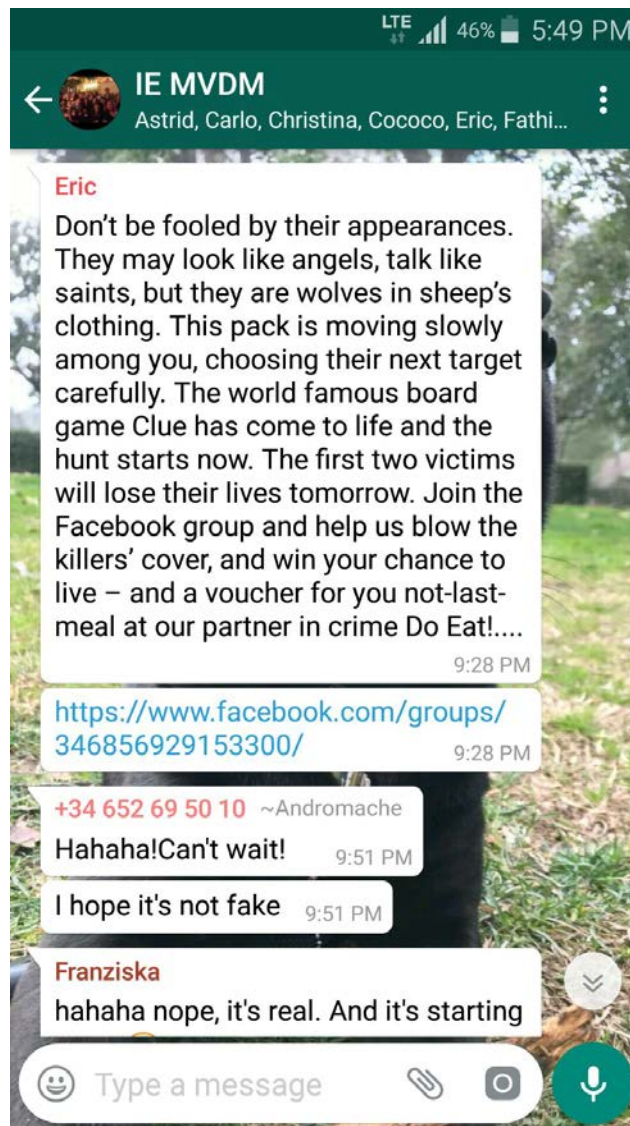 LTE 46% 5:49 PM
IE MVDM
Astrid, Carlo, Christina, Cococo, Eric, Fathi...
Eric
Don’t be fooled by their appearances.
They may look like angels, talk like
saints, but they are wolves in sheep’s
clothing. This pack is moving slowly
among you, choosing their next target
carefully. The world famous board
game Clue has come to life and the
hunt starts now. The first two victims
will lose their lives tomorrow. Join the
Facebook group and help us blow the
killers’ cover, and win your chance to
live – and a voucher for you not-last-
meal at our partner in crime Do Eat!....
9:28 PM
https://www.facebook.com/groups/
346856929153300/ 9:28 PM
+34 652 69 50 10 ~Andromache
Hahaha!Can't wait! 9:51 PM
I hope it's not fake 9:51 PM
Franziska
hahaha nope, it's real. And it's starting
Type a message